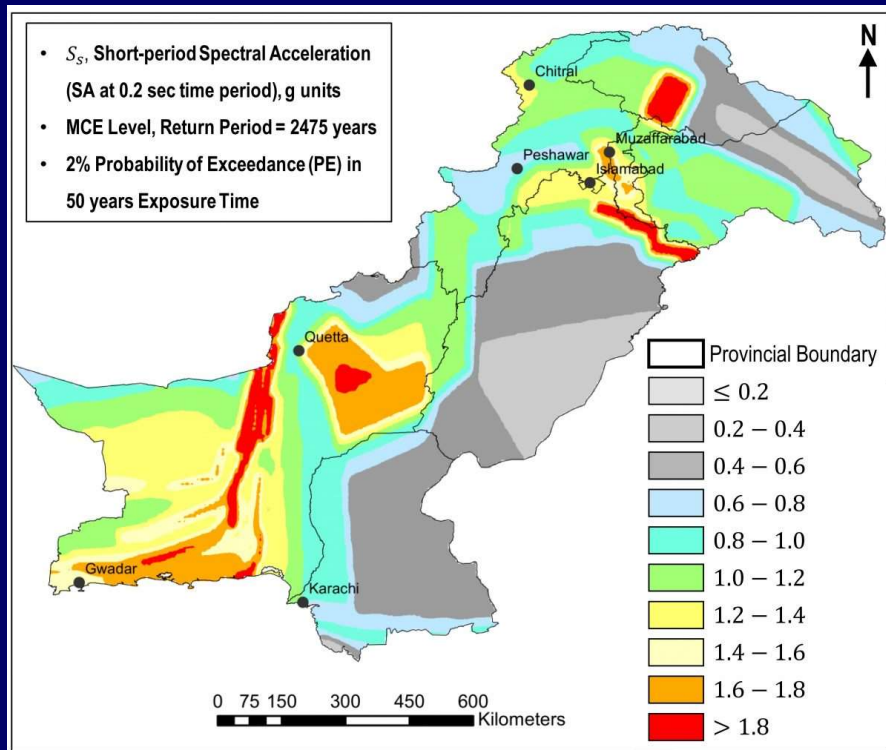 • S_s, Short-period Spectral Acceleration
(SA at 0.2 sec time period), g units
• MCE Level, Return Period = 2475 years
• 2% Probability of Exceedance (PE) in
50 years Exposure Time
N
Chitral
Muzaffarabad
Peshawar
Islamabad
Quetta
Gwadar
Karachi
Provincial Boundary
≤ 0.2
0.2 − 0.4
0.4 − 0.6
0.6 − 0.8
0.8 − 1.0
1.0 − 1.2
1.2 − 1.4
1.4 − 1.6
1.6 − 1.8
> 1.8
0 75 150 300 450 600
Kilometers